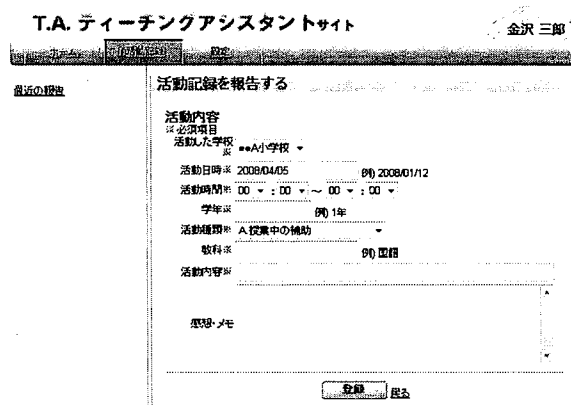 T.A. ティーチングアシスタントサイト
金沢 三郎
ホーム 活動記録 設定
最近の報告
活動記録を報告する
活動内容
※必須項目
活動した学校※ ●●A小学校
活動日時※ 2008/04/05 例) 2008/01/12
活動時間※ 00 : 00 ~ 00 : 00
学年※ 例) 1年
活動種類※ A.授業中の補助
教科※ 例) 国語
活動内容※
感想・メモ
登録 戻る